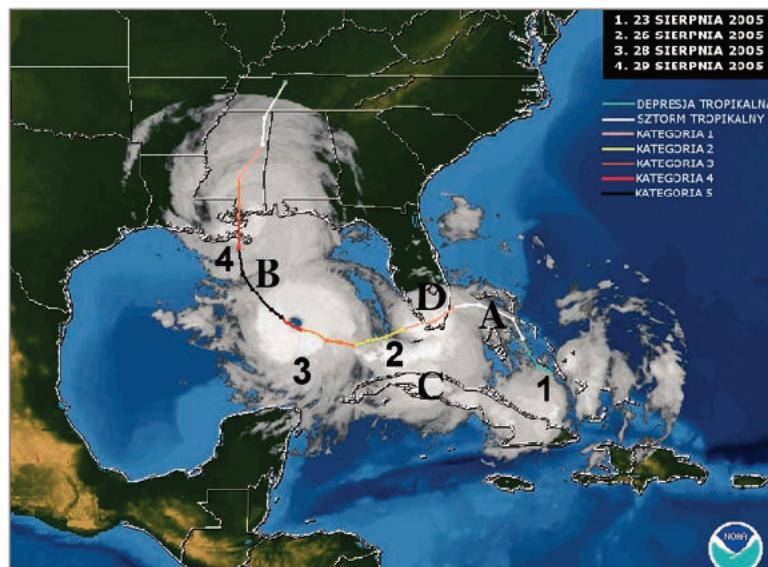 1. 23 SIERPNIA 2005
2. 26 SIERPNIA 2005
3. 28 SIERPNIA 2005
4. 29 SIERPNIA 2005
DEPRESJA TROPIKALNA
SZTORM TROPIKALNY
KATEGORIA 1
KATEGORIA 2
KATEGORIA 3
KATEGORIA 4
KATEGORIA 5
4 B
D
A
2
3
C
1
NOAA